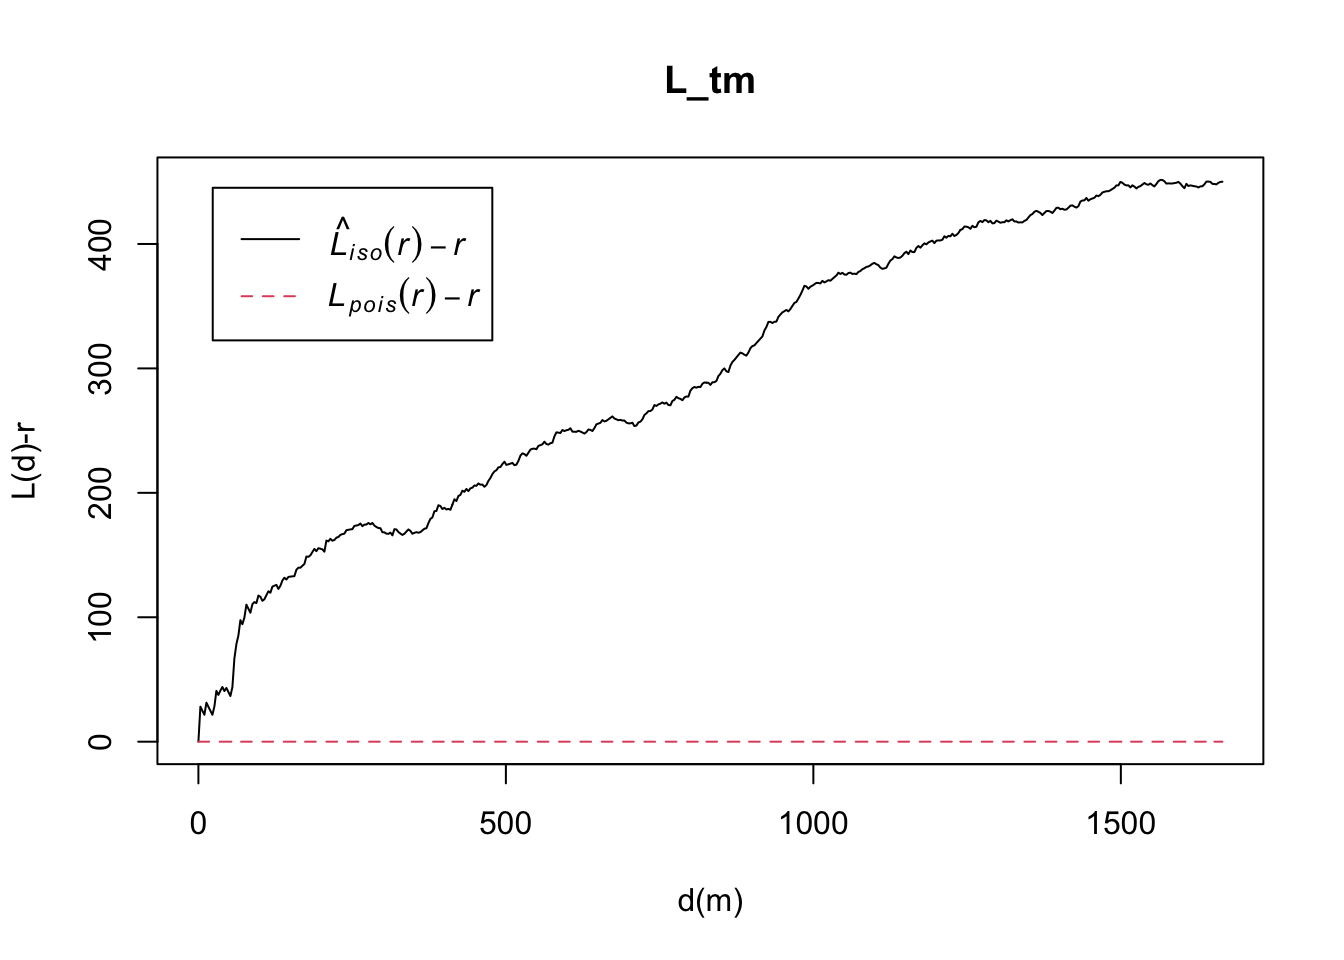 L_tm
L̂iso(r) – r
Lpois(r) – r
L(d)-r
400
300
200
100
0
0 500 1000 1500
d(m)